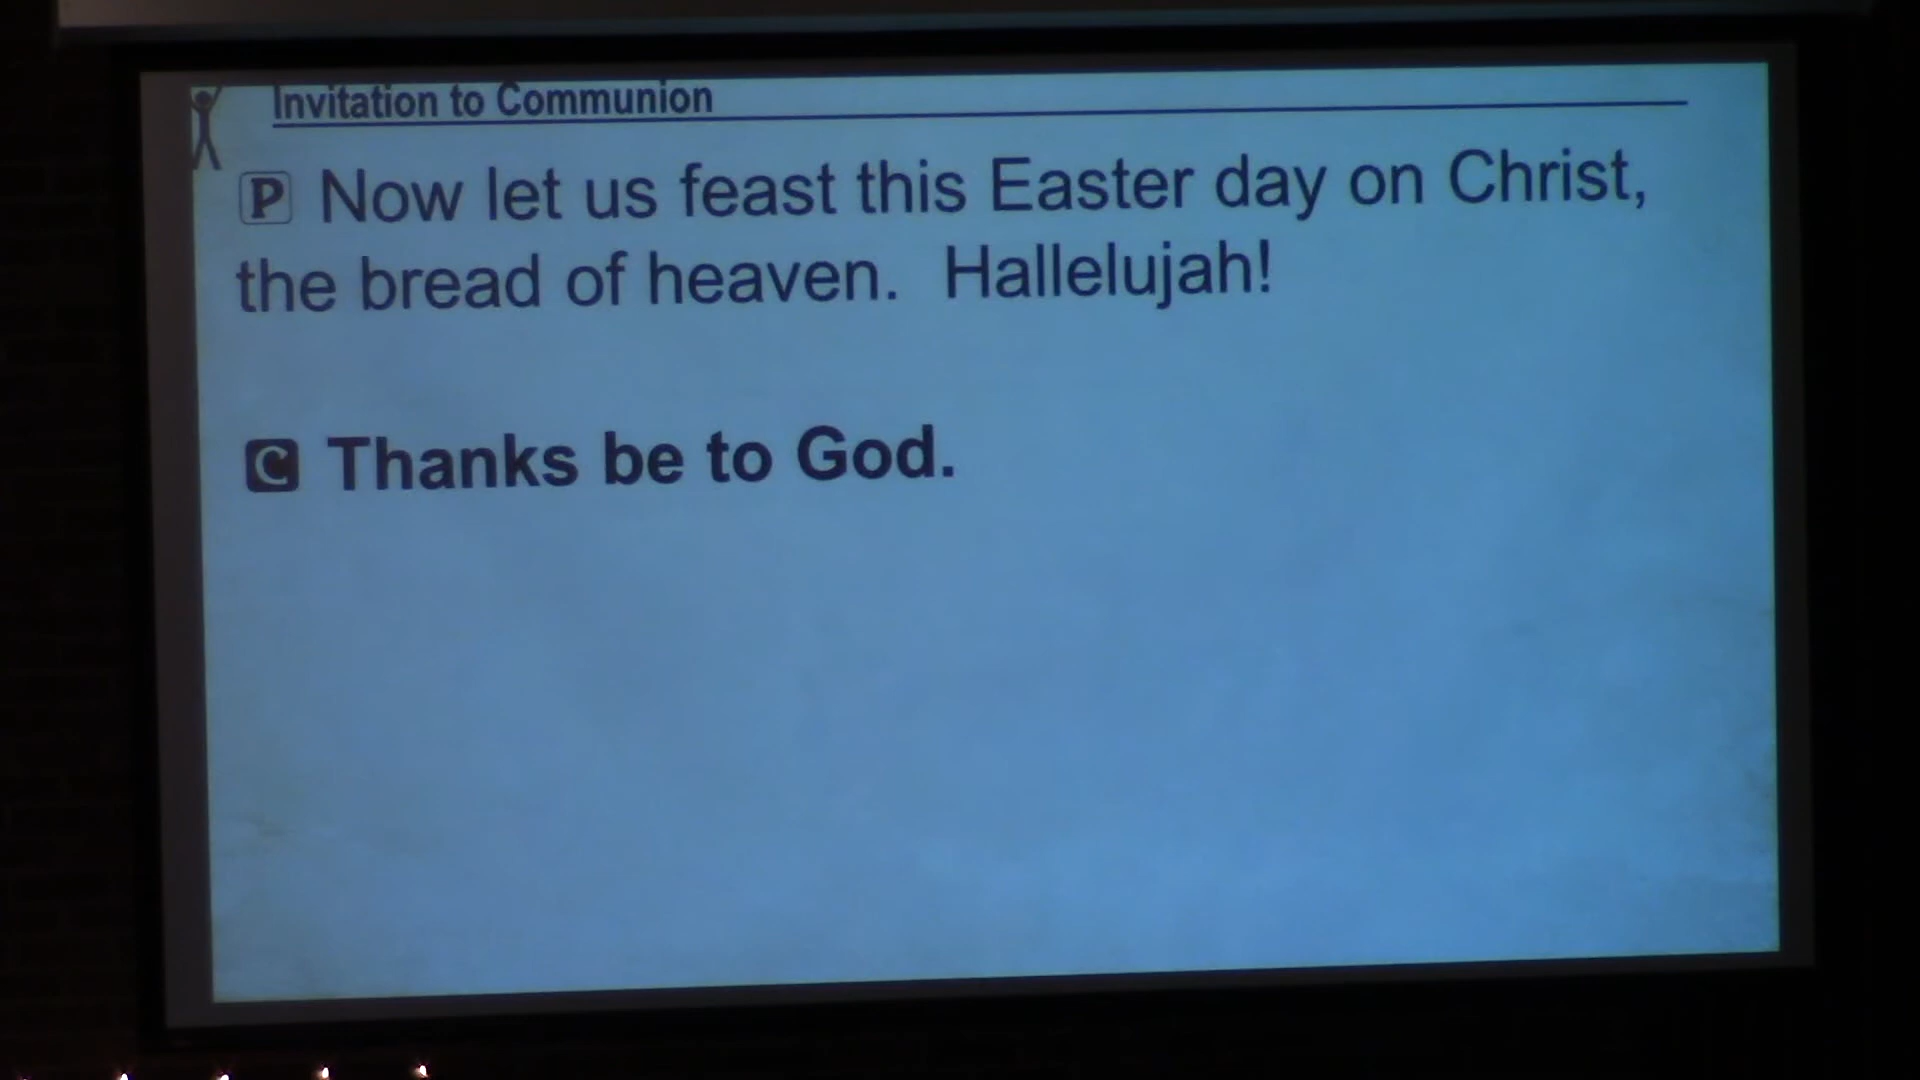 Invitation to Communion
P Now let us feast this Easter day on Christ,
the bread of heaven. Hallelujah!
C Thanks be to God.